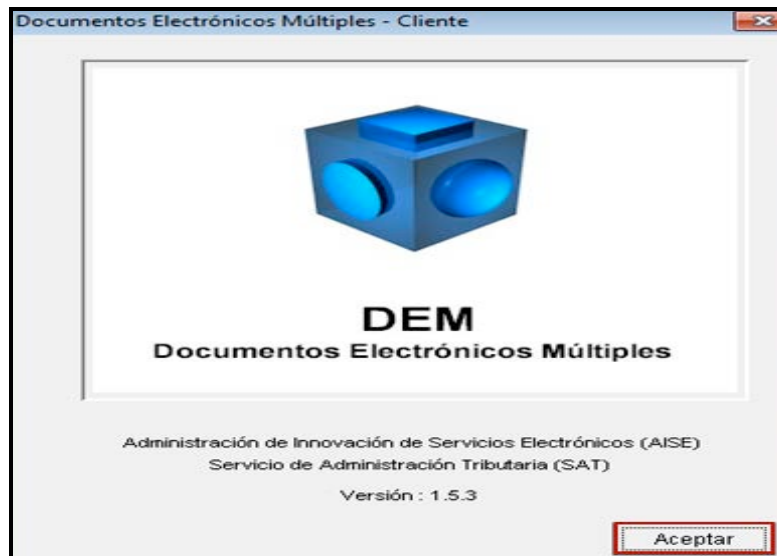 Documentos Electrónicos Múltiples - Cliente
DEM
Documentos Electrónicos Múltiples
Administración de Innovación de Servicios Electrónicos (AISE)
Servicio de Administración Tributaria (SAT)
Versión : 1.5.3
Aceptar